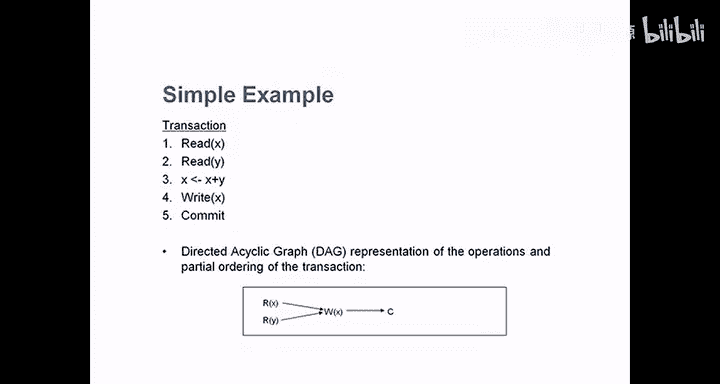 bilibili
Simple Example
Transaction
1. Read(x)
2. Read(y)
3. x <- x+y
4. Write(x)
5. Commit
• Directed Acyclic Graph (DAG) representation of the operations and
partial ordering of the transaction:
R(x)
W(x) C
R(y)